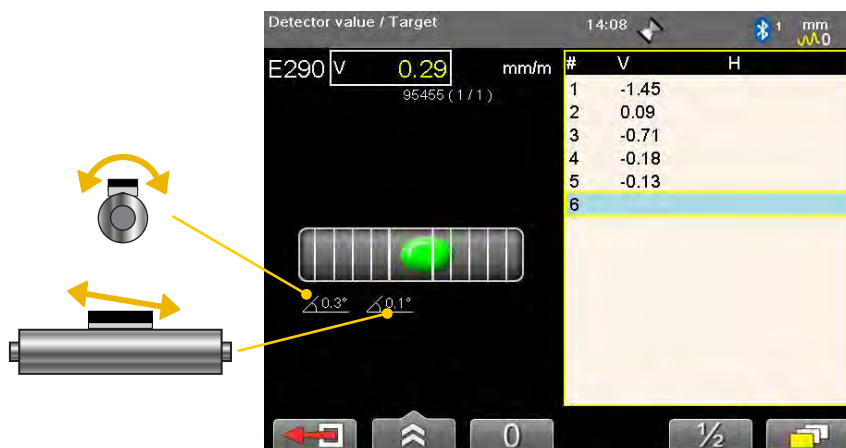 Detector value / Target 14:08 1 mm
0
E290 V 0.29 mm/m
95455 ( 1 / 1 )
# V H
1 -1.45
2 0.09
3 -0.71
4 -0.18
5 -0.13
6
0.3° 0.1°
0 ½